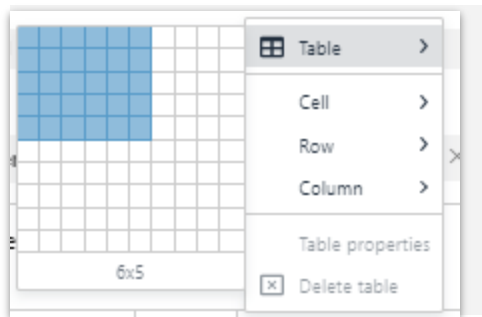 Table
Cell
Row
Column
6x5
Table properties
Delete table